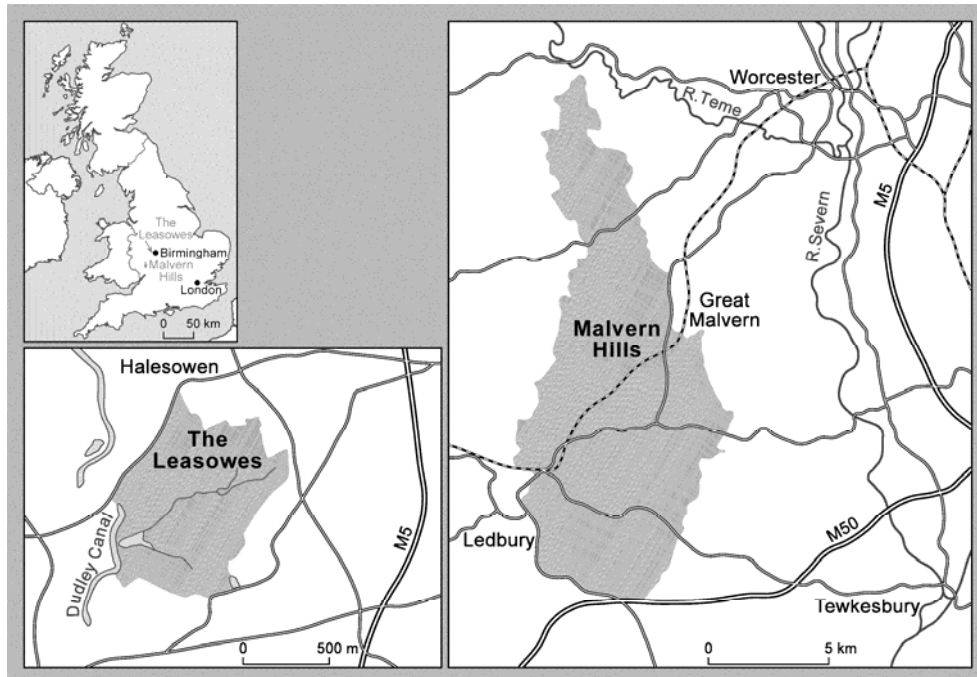 The
Leasowes
Birmingham
Malvern
Hills
London
0 50 km
Halesowen
The
Leasowes
Dudley Canal
M5
0 500 m
Worcester
R.Teme
M5
R.Severn
Great
Malvern
Malvern
Hills
M50
Ledbury
Tewkesbury
0 5 km